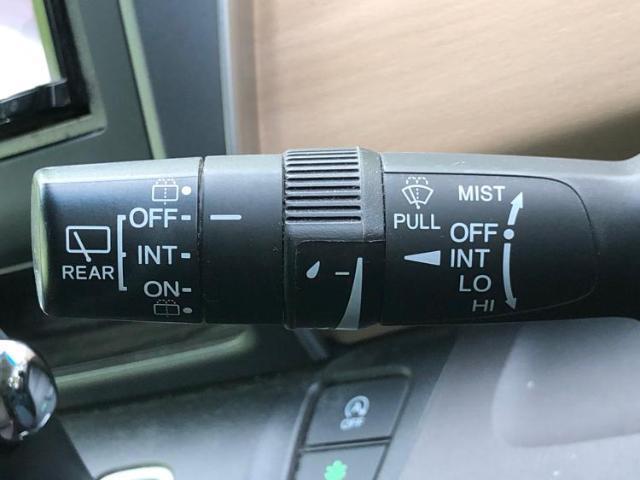 REAR
OFF
INT
ON
PULL
MIST
OFF
INT
LO
HI
OFF